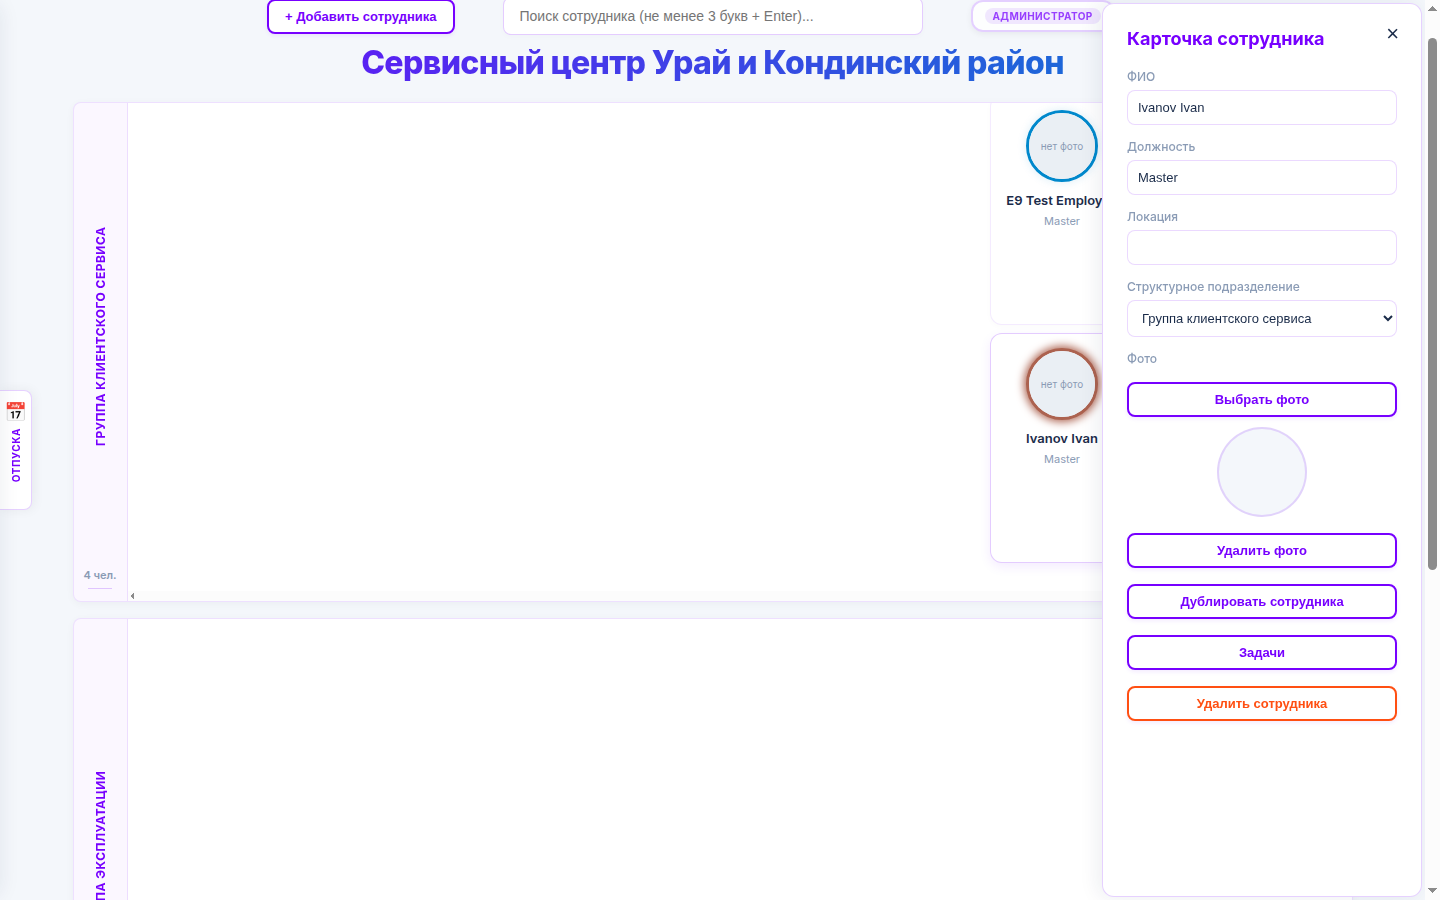 + Добавить сотрудника
Поиск сотрудника (не менее 3 букв + Enter)...
АДМИНИСТРАТОР
Сервисный центр Урай и Кондинский район
ГРУППА КЛИЕНТСКОГО СЕРВИСА
4 чел.
нет фото
E9 Test Employ
Master
нет фото
Ivanov Ivan
Master
ОТПУСКА
ПА ЭКСПЛУАТАЦИИ
Карточка сотрудника
×
ФИО
Ivanov Ivan
Должность
Master
Локация
Структурное подразделение
Группа клиентского сервиса
Фото
Выбрать фото
Удалить фото
Дублировать сотрудника
Задачи
Удалить сотрудника